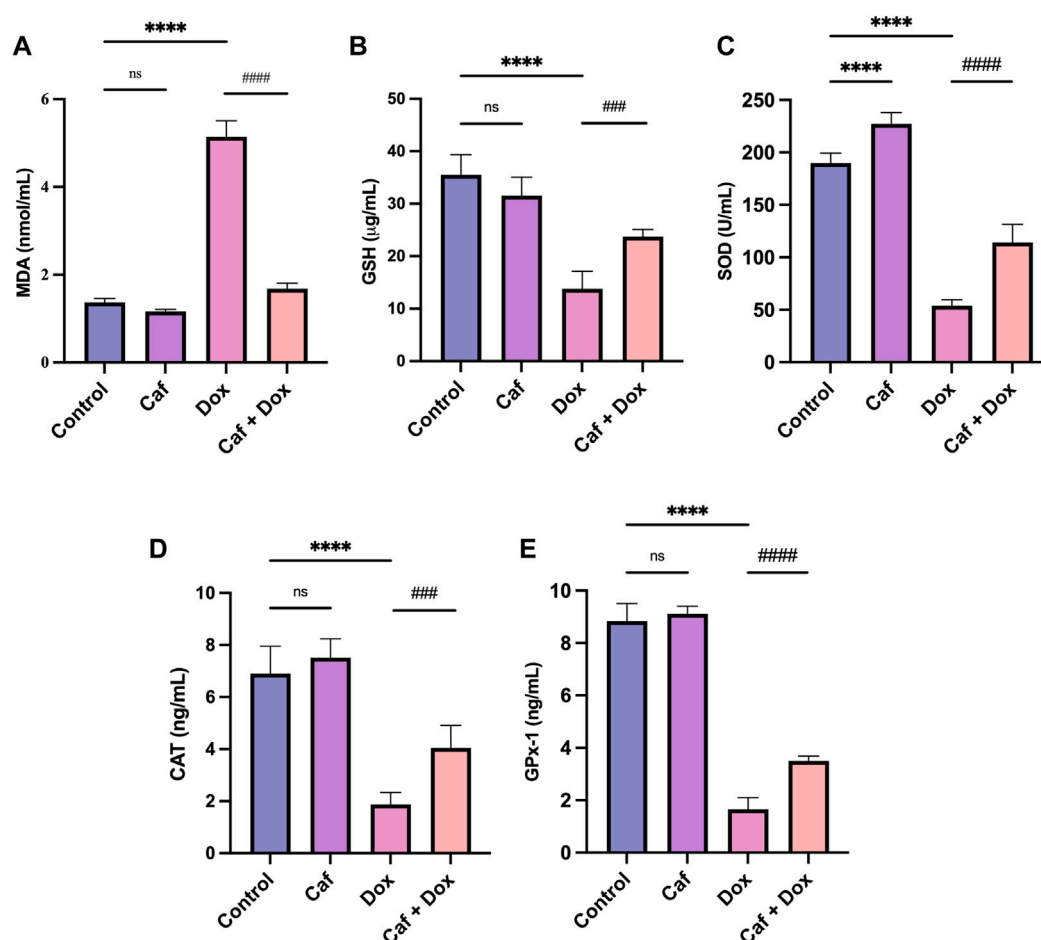 A
****
ns
####
MDA (nmol/mL)
6
4
2
0
Control
Caf
Dox
Caf + Dox
B
****
ns
###
GSH (µg/mL)
50
40
30
20
10
0
Control
Caf
Dox
Caf + Dox
C
****
****
####
SOD (U/mL)
250
200
150
100
50
0
Control
Caf
Dox
Caf + Dox
D
****
ns
###
CAT (ng/mL)
10
8
6
4
2
0
Control
Caf
Dox
Caf + Dox
E
****
ns
####
GPx-1 (ng/mL)
10
8
6
4
2
0
Control
Caf
Dox
Caf + Dox